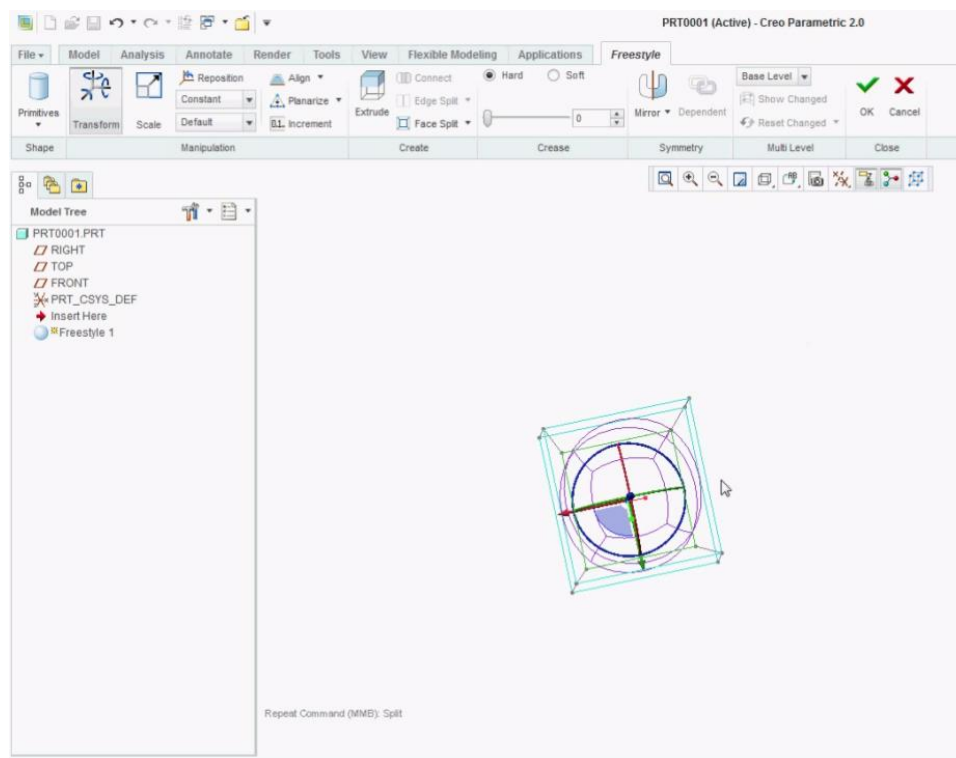 PRT0001 (Active) - Creo Parametric 2.0
File Model Analysis Annotate Render Tools View Flexible Modeling Applications Freestyle
Primitives Transform Scale Reposition Constant Default Align Planarize 0.1. Increment Extrude Connect Edge Split Face Split Hard Soft 0 Mirror Dependent Base Level Show Changed Reset Changed OK Cancel
Shape Manipulation Create Crease Symmetry Multi Level Close
Model Tree
PRT0001.PRT
RIGHT
TOP
FRONT
PRT_CSYS_DEF
Insert Here
Freestyle 1
Repeat Command (MMB): Split